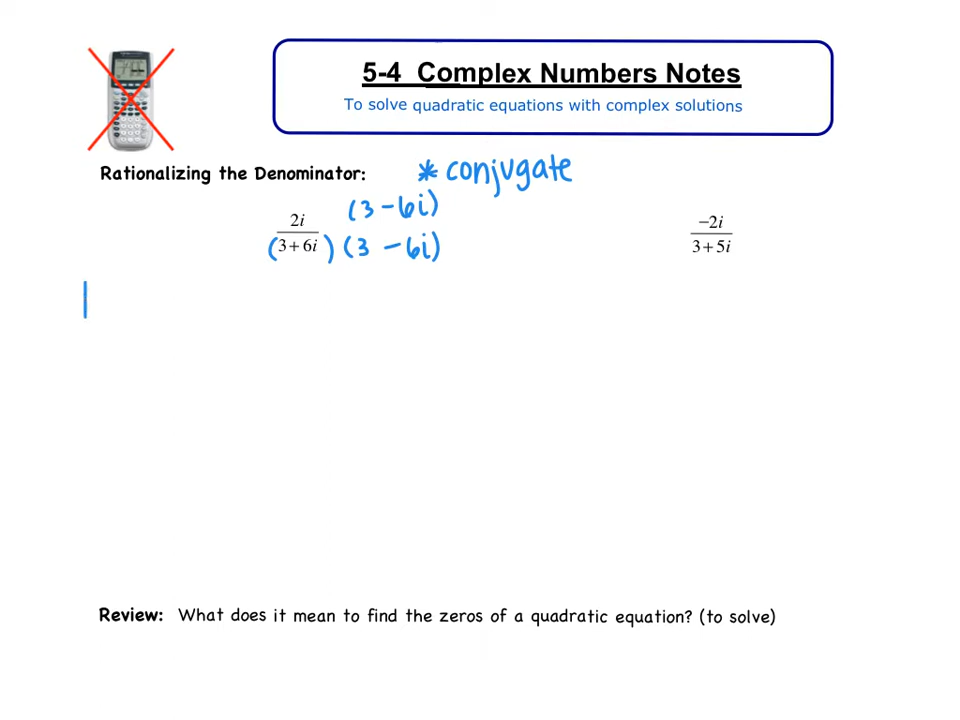 5-4 Complex Numbers Notes
To solve quadratic equations with complex solutions
Rationalizing the Denominator: * conjugate
(3 - 6i)
2i
(3 + 6i) (3 - 6i)
−2i
3 + 5i
Review: What does it mean to find the zeros of a quadratic equation? (to solve)